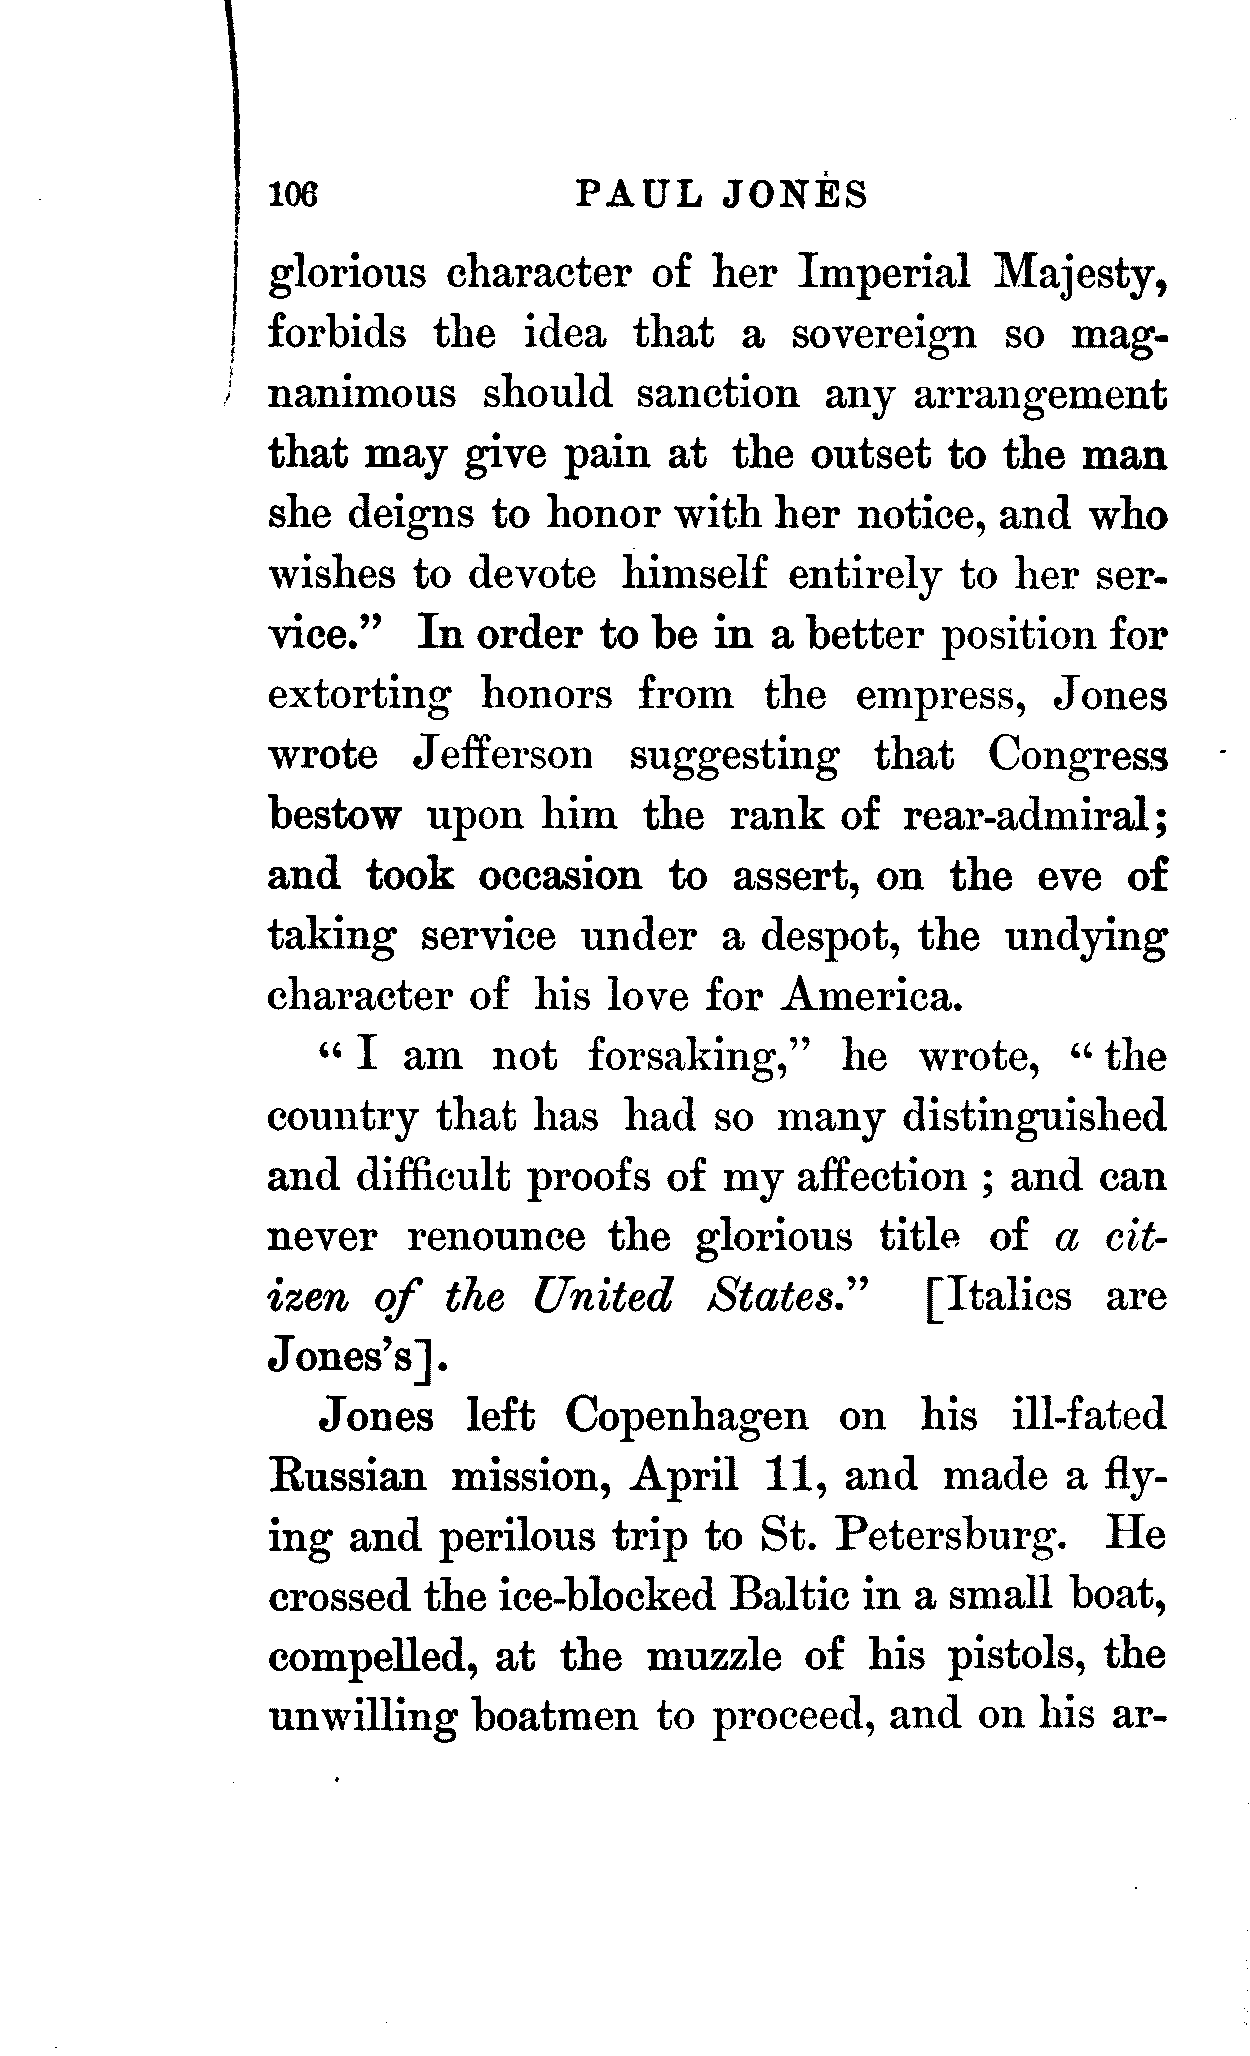 106 PAUL JONES
glorious character of her Imperial Majesty,
forbids the idea that a sovereign so mag-
nanimous should sanction any arrangement
that may give pain at the outset to the man
she deigns to honor with her notice, and who
wishes to devote himself entirely to her ser-
vice.” In order to be in a better position for
extorting honors from the empress, Jones
wrote Jefferson suggesting that Congress
bestow upon him the rank of rear-admiral;
and took occasion to assert, on the eve of
taking service under a despot, the undying
character of his love for America.
“ I am not forsaking,” he wrote, “ the
country that has had so many distinguished
and difficult proofs of my affection ; and can
never renounce the glorious title of a cit-
izen of the United States.” [Italics are
Jones’s].
Jones left Copenhagen on his ill-fated
Russian mission, April 11, and made a fly-
ing and perilous trip to St. Petersburg. He
crossed the ice-blocked Baltic in a small boat,
compelled, at the muzzle of his pistols, the
unwilling boatmen to proceed, and on his ar-